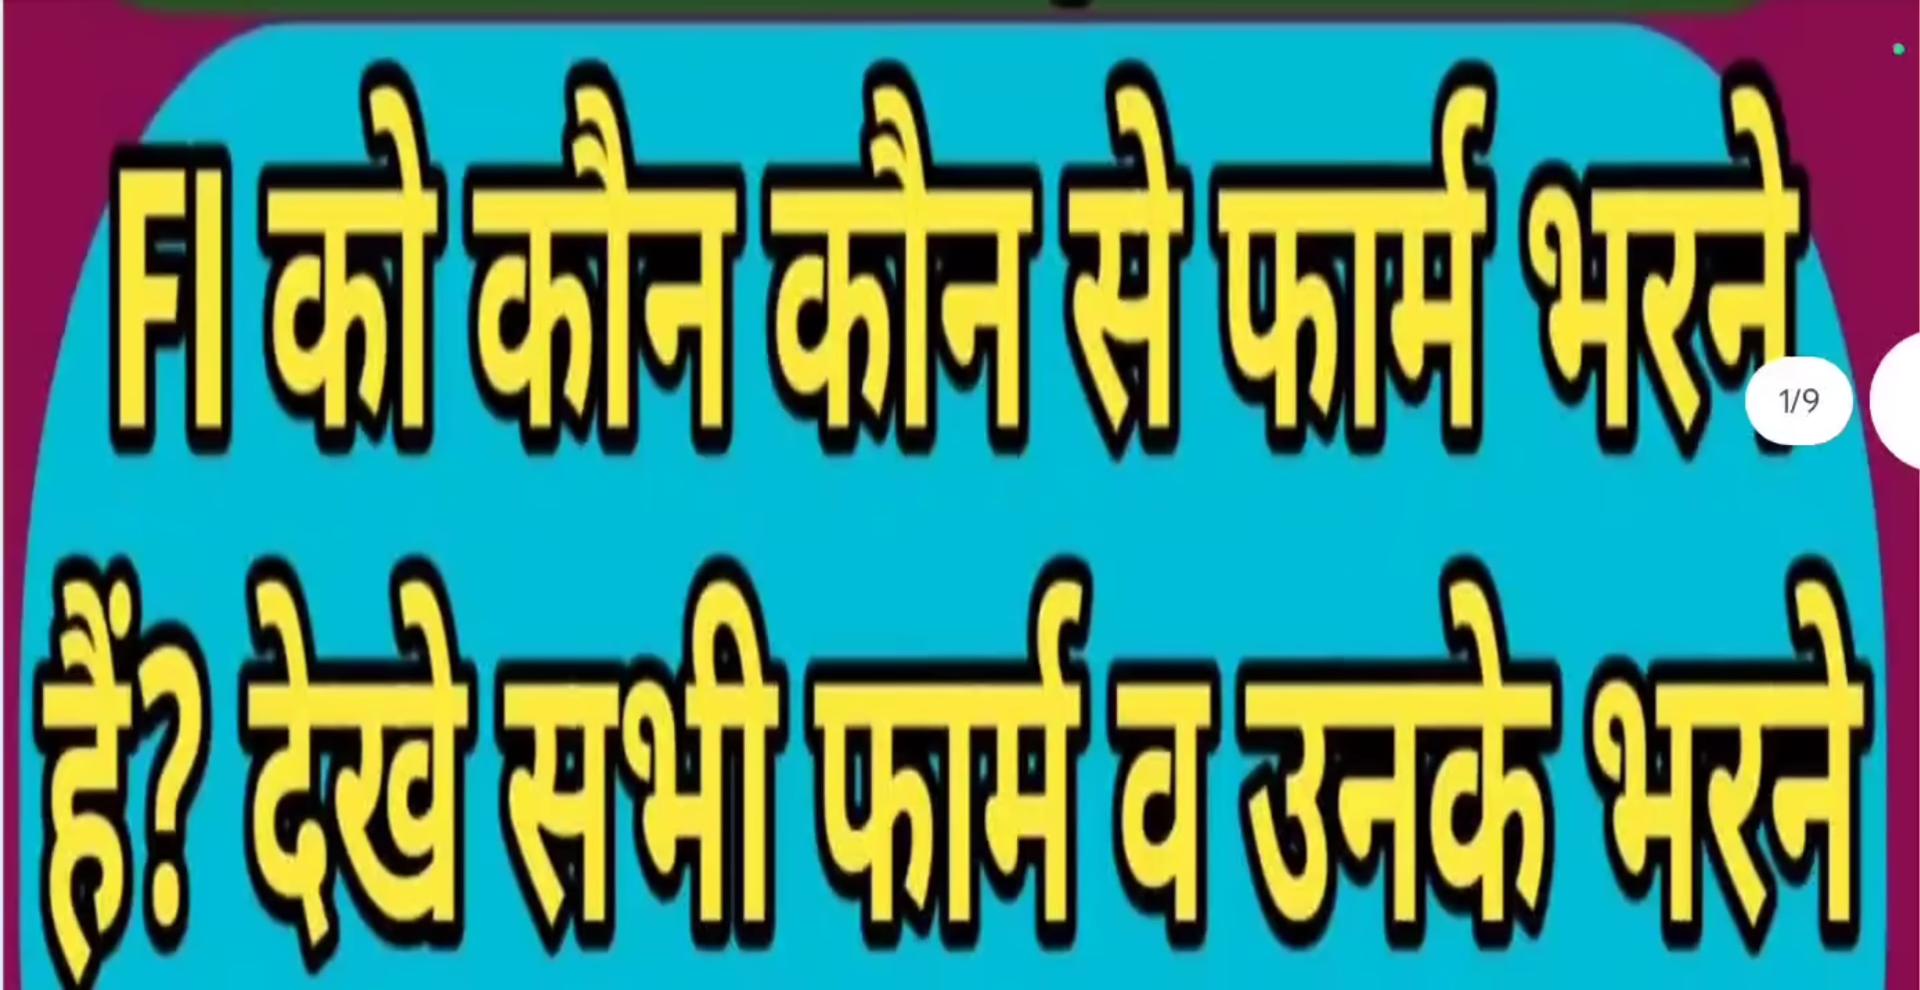 FI को कौन कौन से फार्म भरने
1/9
हैं? देखे सभी फार्म व उनके भरने